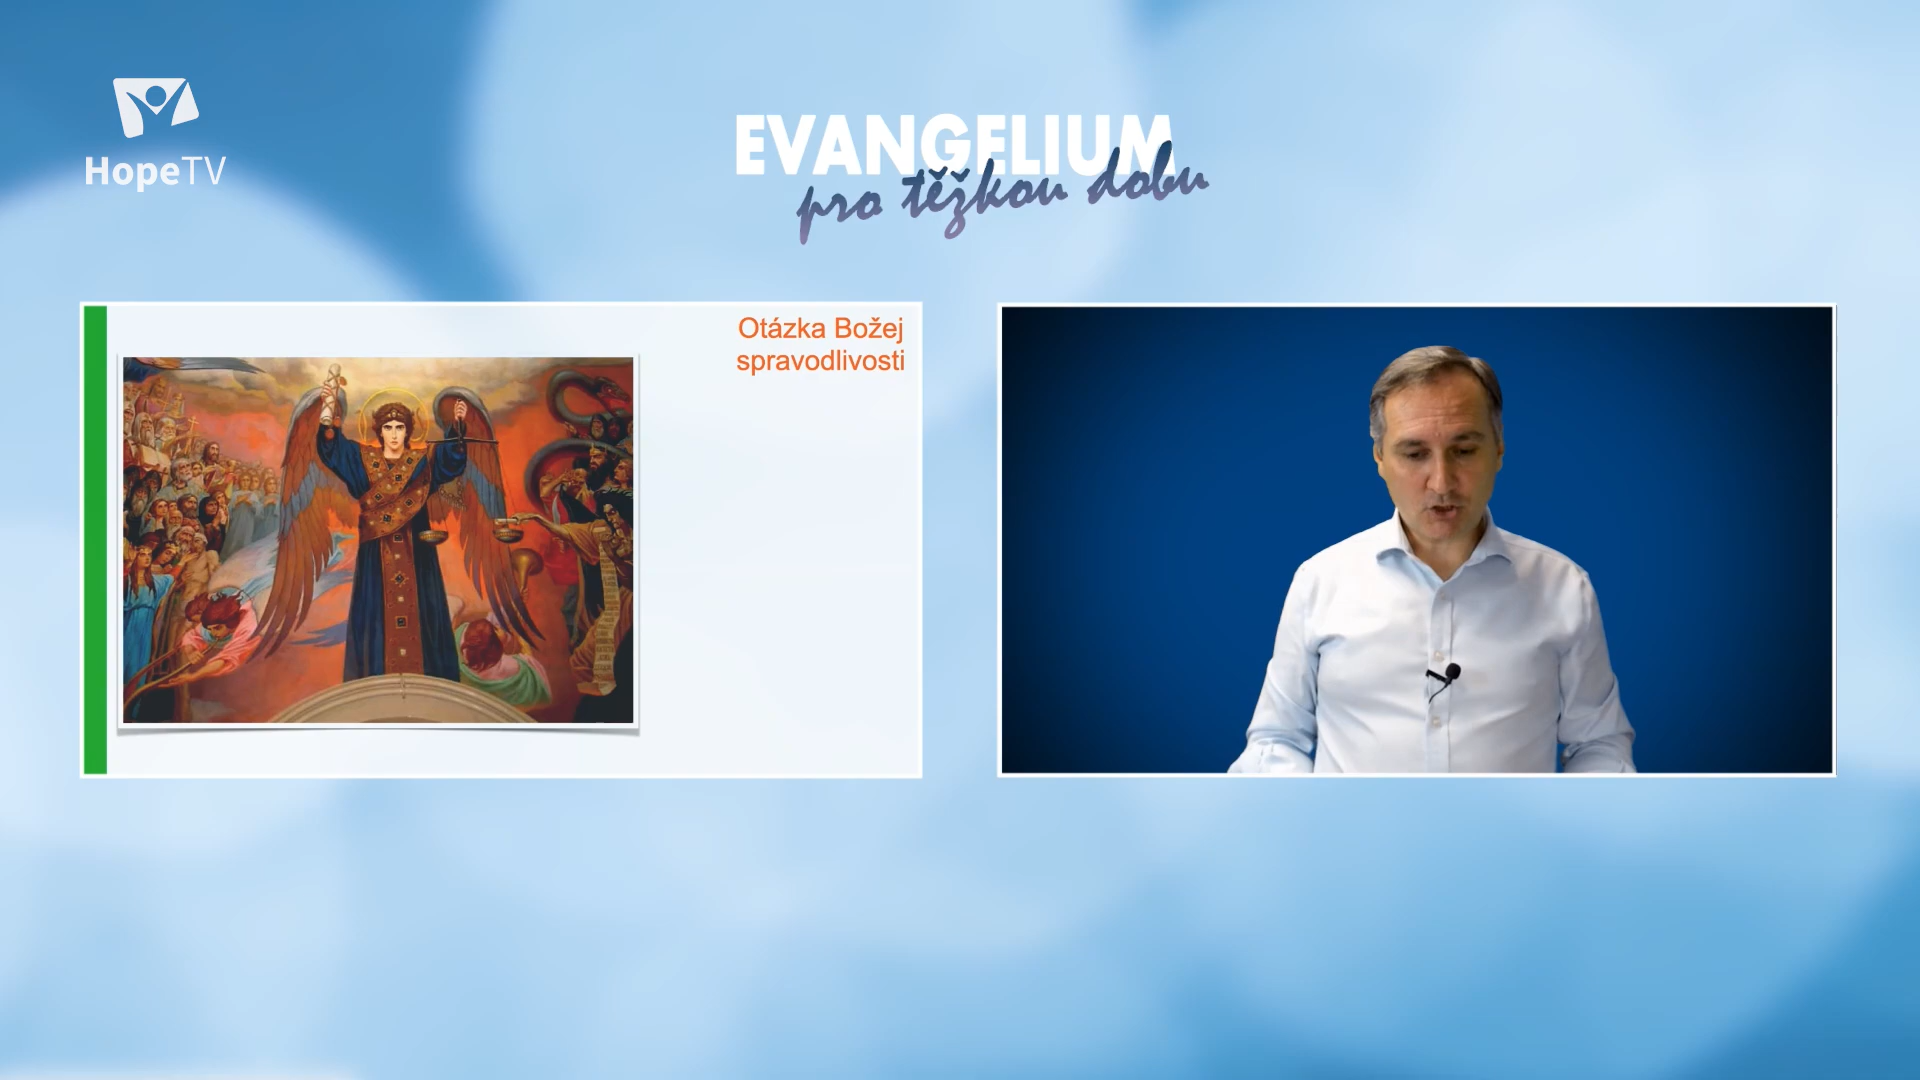 HopeTV
EVANGELIUM
pro těžkou dobu
Otázka Božej
spravodlivosti